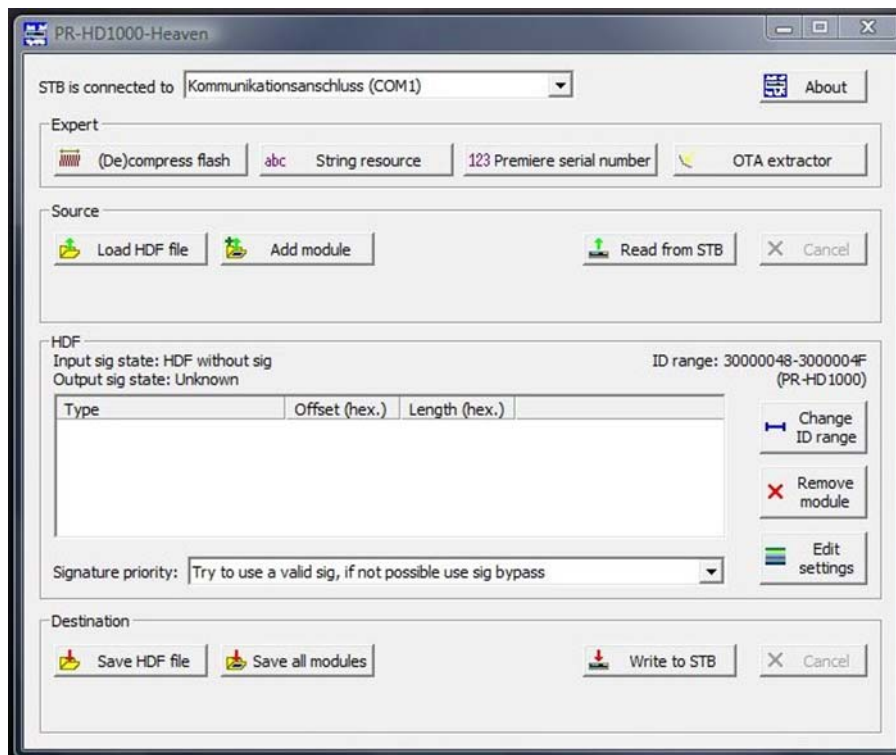 PR-HD1000-Heaven
STB is connected to Kommunikationsanschluss (COM1) About
Expert
(De)compress flash abc String resource 123 Premiere serial number OTA extractor
Source
Load HDF file Add module Read from STB Cancel
HDF
Input sig state: HDF without sig ID range: 30000048-3000004F
Output sig state: Unknown (PR-HD1000)
Type Offset (hex.) Length (hex.)
Change
ID range
Remove
module
Edit
settings
Signature priority: Try to use a valid sig, if not possible use sig bypass
Destination
Save HDF file Save all modules Write to STB Cancel